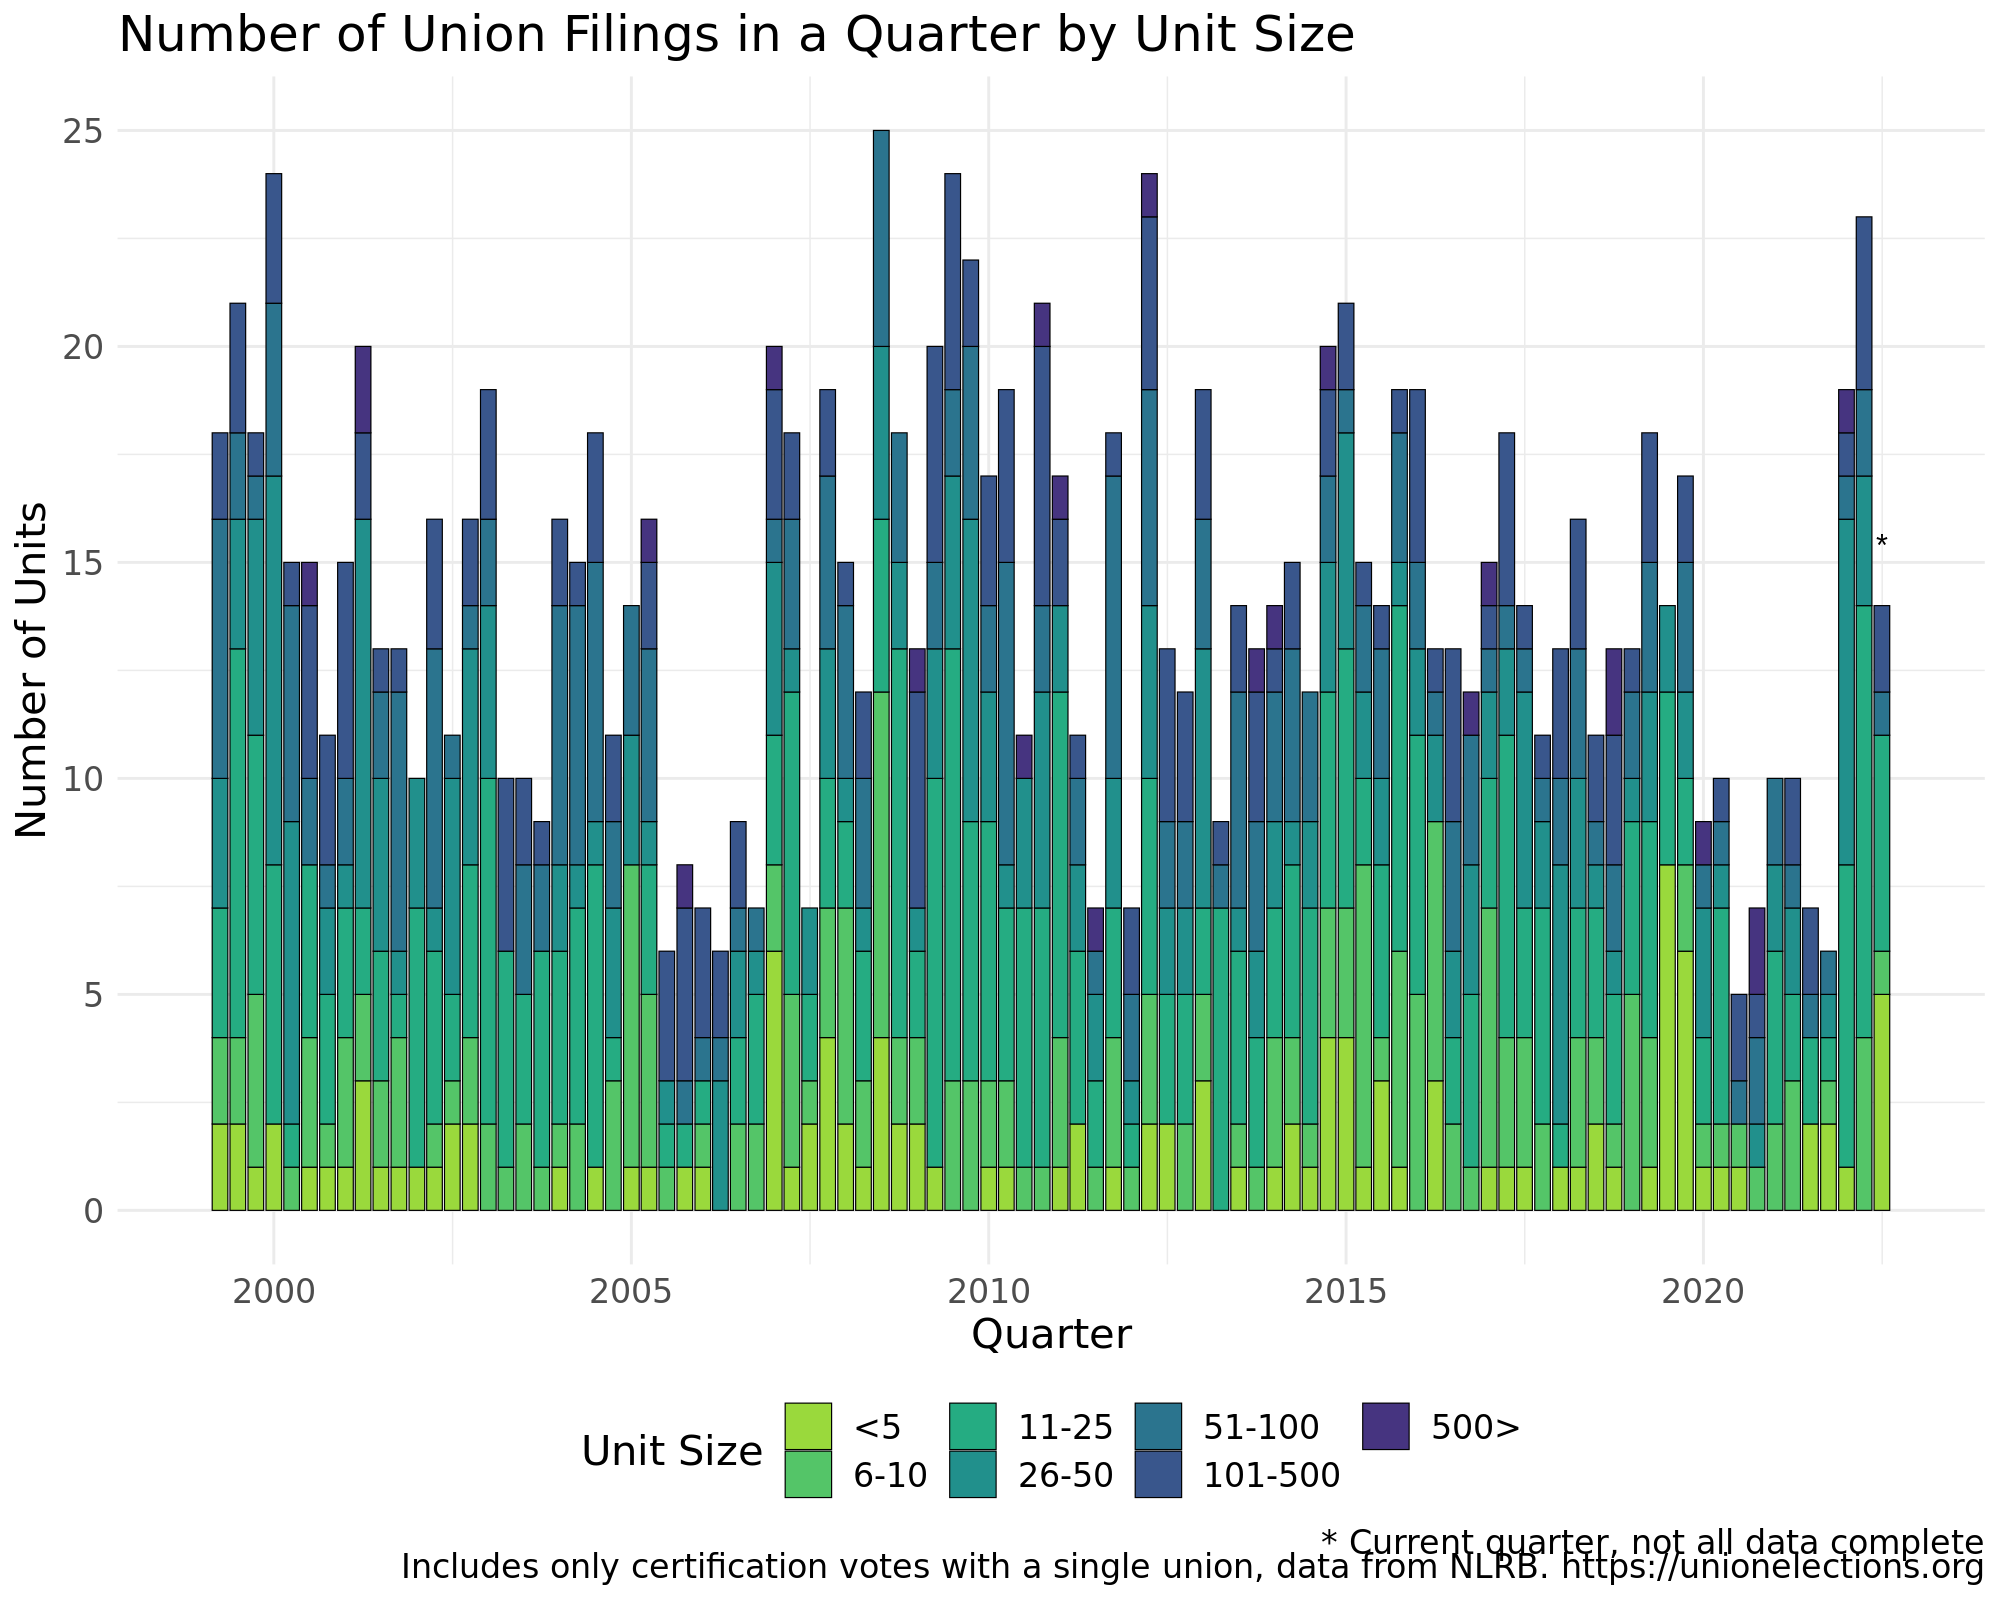 Number of Union Filings in a Quarter by Unit Size
Number of Units
25
20
15
10
5
0
*
2000 2005 2010 2015 2020
Quarter
Unit Size
<5 11-25 51-100 500>
6-10 26-50 101-500
* Current quarter, not all data complete
Includes only certification votes with a single union, data from NLRB. https://unionelections.org